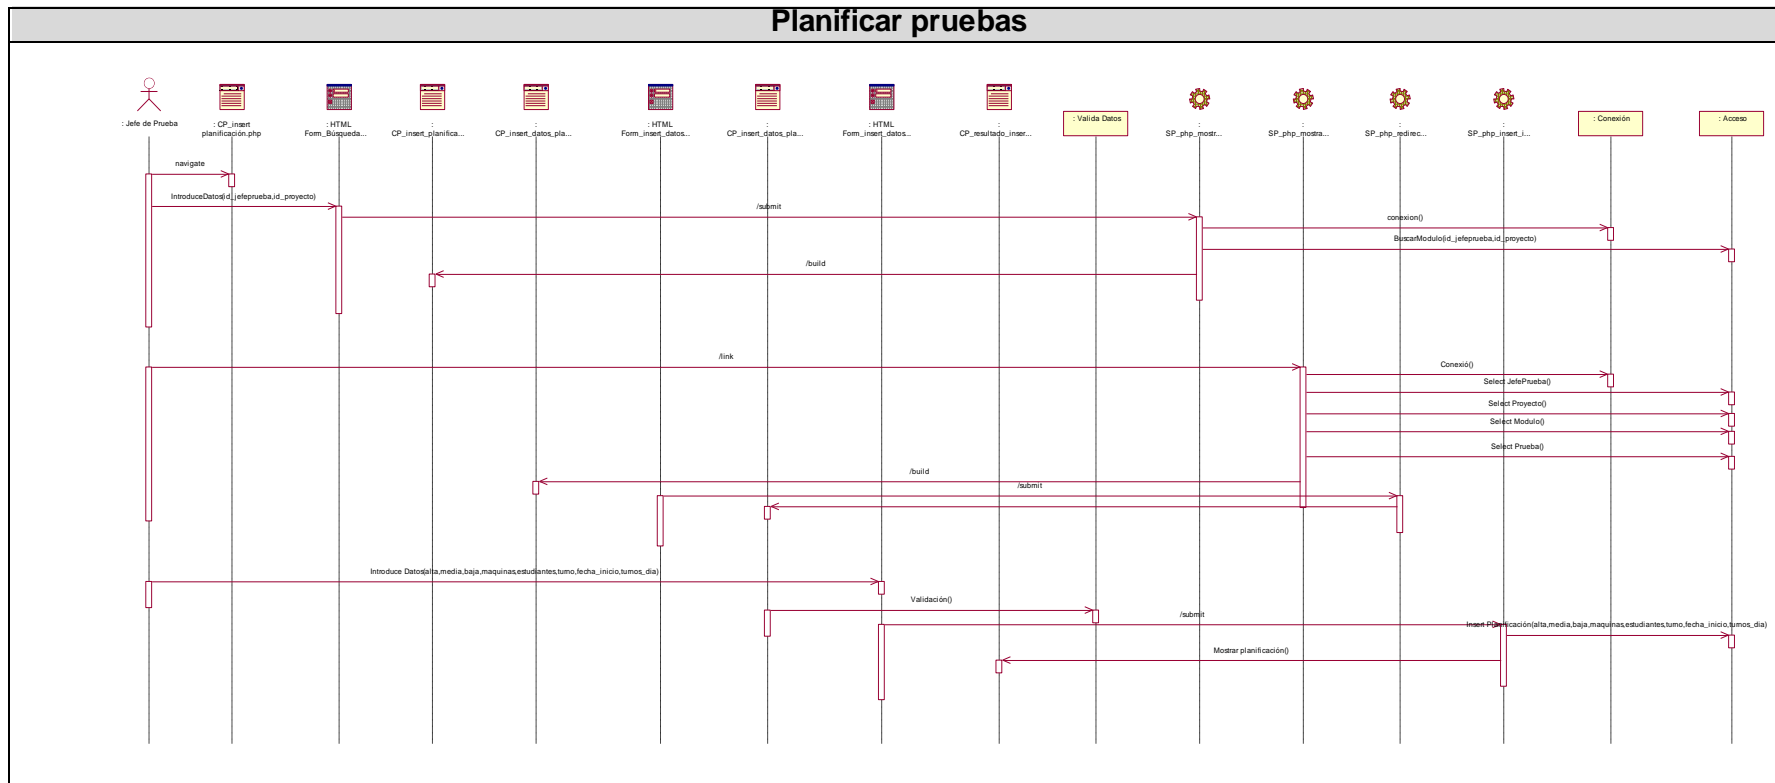 Planificar pruebas
: Jefe de Prueba
: CP_insert
planificación.php
: HTML
Form_Búsqueda...
:
CP_insert_planifica...
:
CP_insert_datos_pla...
: HTML
Form_insert_datos...
:
CP_insert_datos_pla...
: HTML
Form_insert_datos...
:
CP_resultado_inser...
: Valida Datos
:
SP_php_mostr...
:
SP_php_mostra...
:
SP_php_redirec...
:
SP_php_insert_i...
: Conexión
: Acceso
navigate
IntroduceDatos(id_jefeprueba,id_proyecto)
/submit
conexion()
BuscarModulo(id_jefeprueba,id_proyecto)
/build
/link
Conexió()
Select JefePrueba()
Select Proyecto()
Select Modulo()
Select Prueba()
/build
/submit
Introduce Datos(alta,media,baja,maquinas,estudiantes,turno,fecha_inicio,turnos_dia)
Validación()
/submit
Insert Planificación(alta,media,baja,maquinas,estudiantes,turno,fecha_inicio,turnos_dia)
Mostrar planificación()